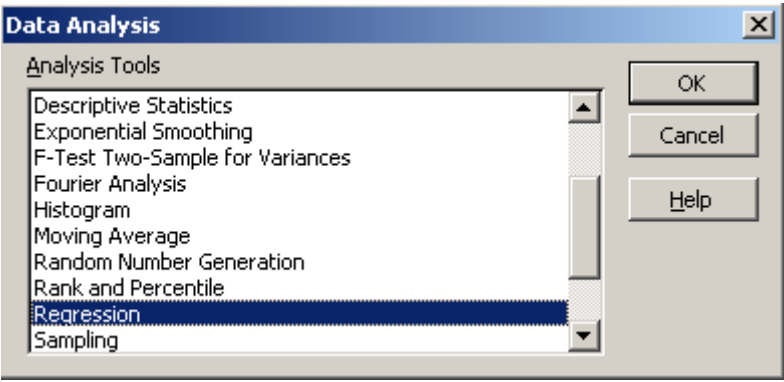 Data Analysis
Analysis Tools
Descriptive Statistics
Exponential Smoothing
F-Test Two-Sample for Variances
Fourier Analysis
Histogram
Moving Average
Random Number Generation
Rank and Percentile
Regression
Sampling
OK
Cancel
Help